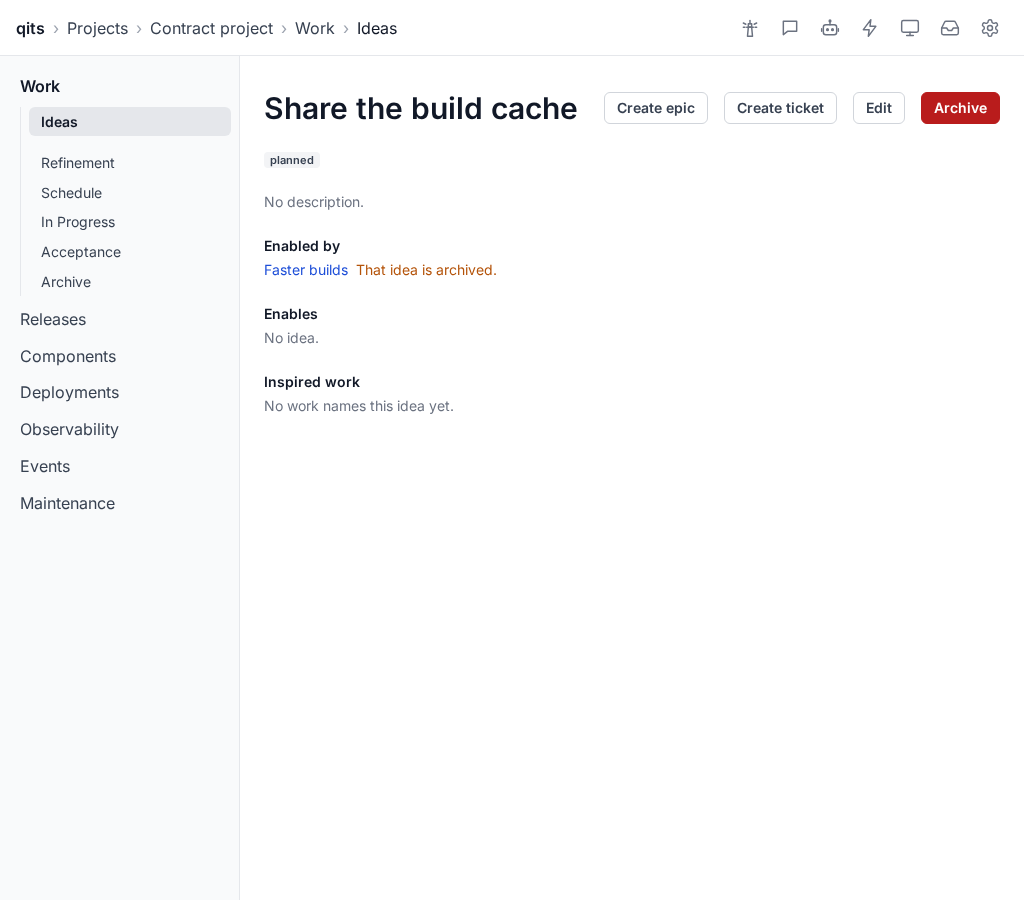 qits › Projects › Contract project › Work › Ideas
Work
Ideas
Refinement
Schedule
In Progress
Acceptance
Archive
Releases
Components
Deployments
Observability
Events
Maintenance
Share the build cache
Create epic
Create ticket
Edit
Archive
planned
No description.
Enabled by
Faster builds That idea is archived.
Enables
No idea.
Inspired work
No work names this idea yet.